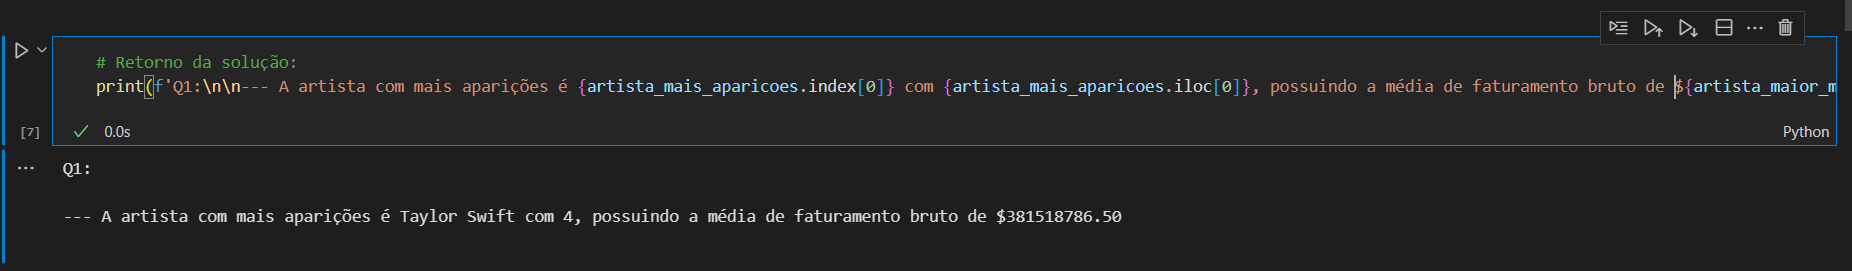 # Retorno da solução:
print(f'Q1:\n\n--- A artista com mais aparições é {artista_mais_aparicoes.index[0]} com {artista_mais_aparicoes.iloc[0]}, possuindo a média de faturamento bruto de ${artista_maior_m
[7]
0.0s
Python
Q1:
--- A artista com mais aparições é Taylor Swift com 4, possuindo a média de faturamento bruto de $381518786.50